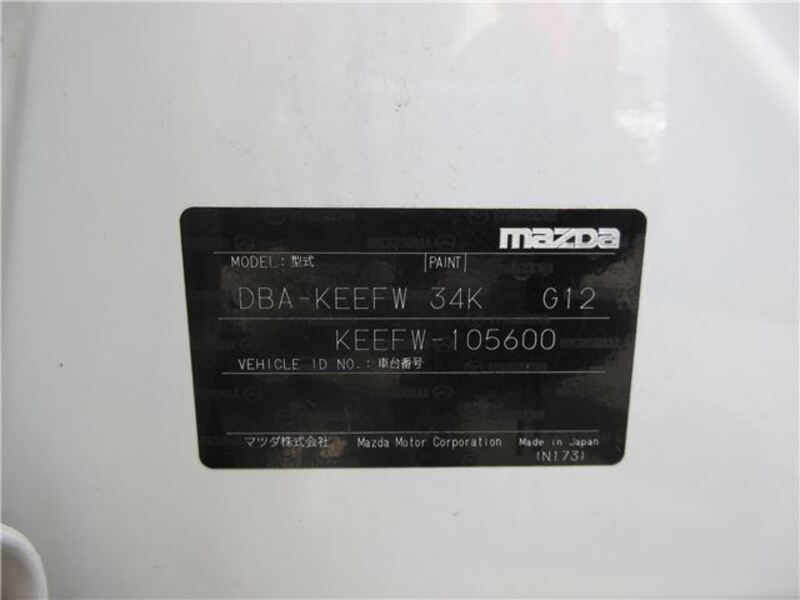 mazda
MODEL: 型式 PAINT
DBA-KEEFW 34K G12
KEEFW-105600
VEHICLE ID NO.: 車台番号
マツダ株式会社 Mazda Motor Corporation Made in Japan
(N173)